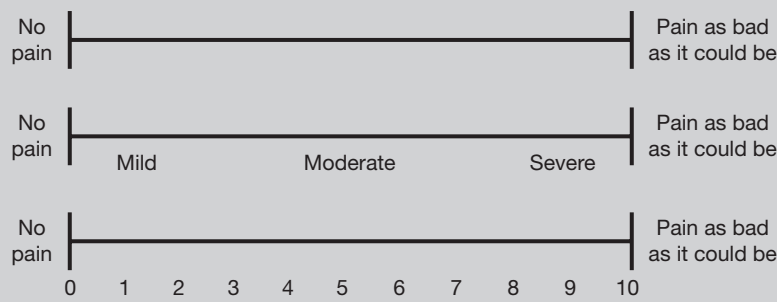 No pain
Pain as bad as it could be
No pain
Pain as bad as it could be
Mild Moderate Severe
No pain
Pain as bad as it could be
0 1 2 3 4 5 6 7 8 9 10